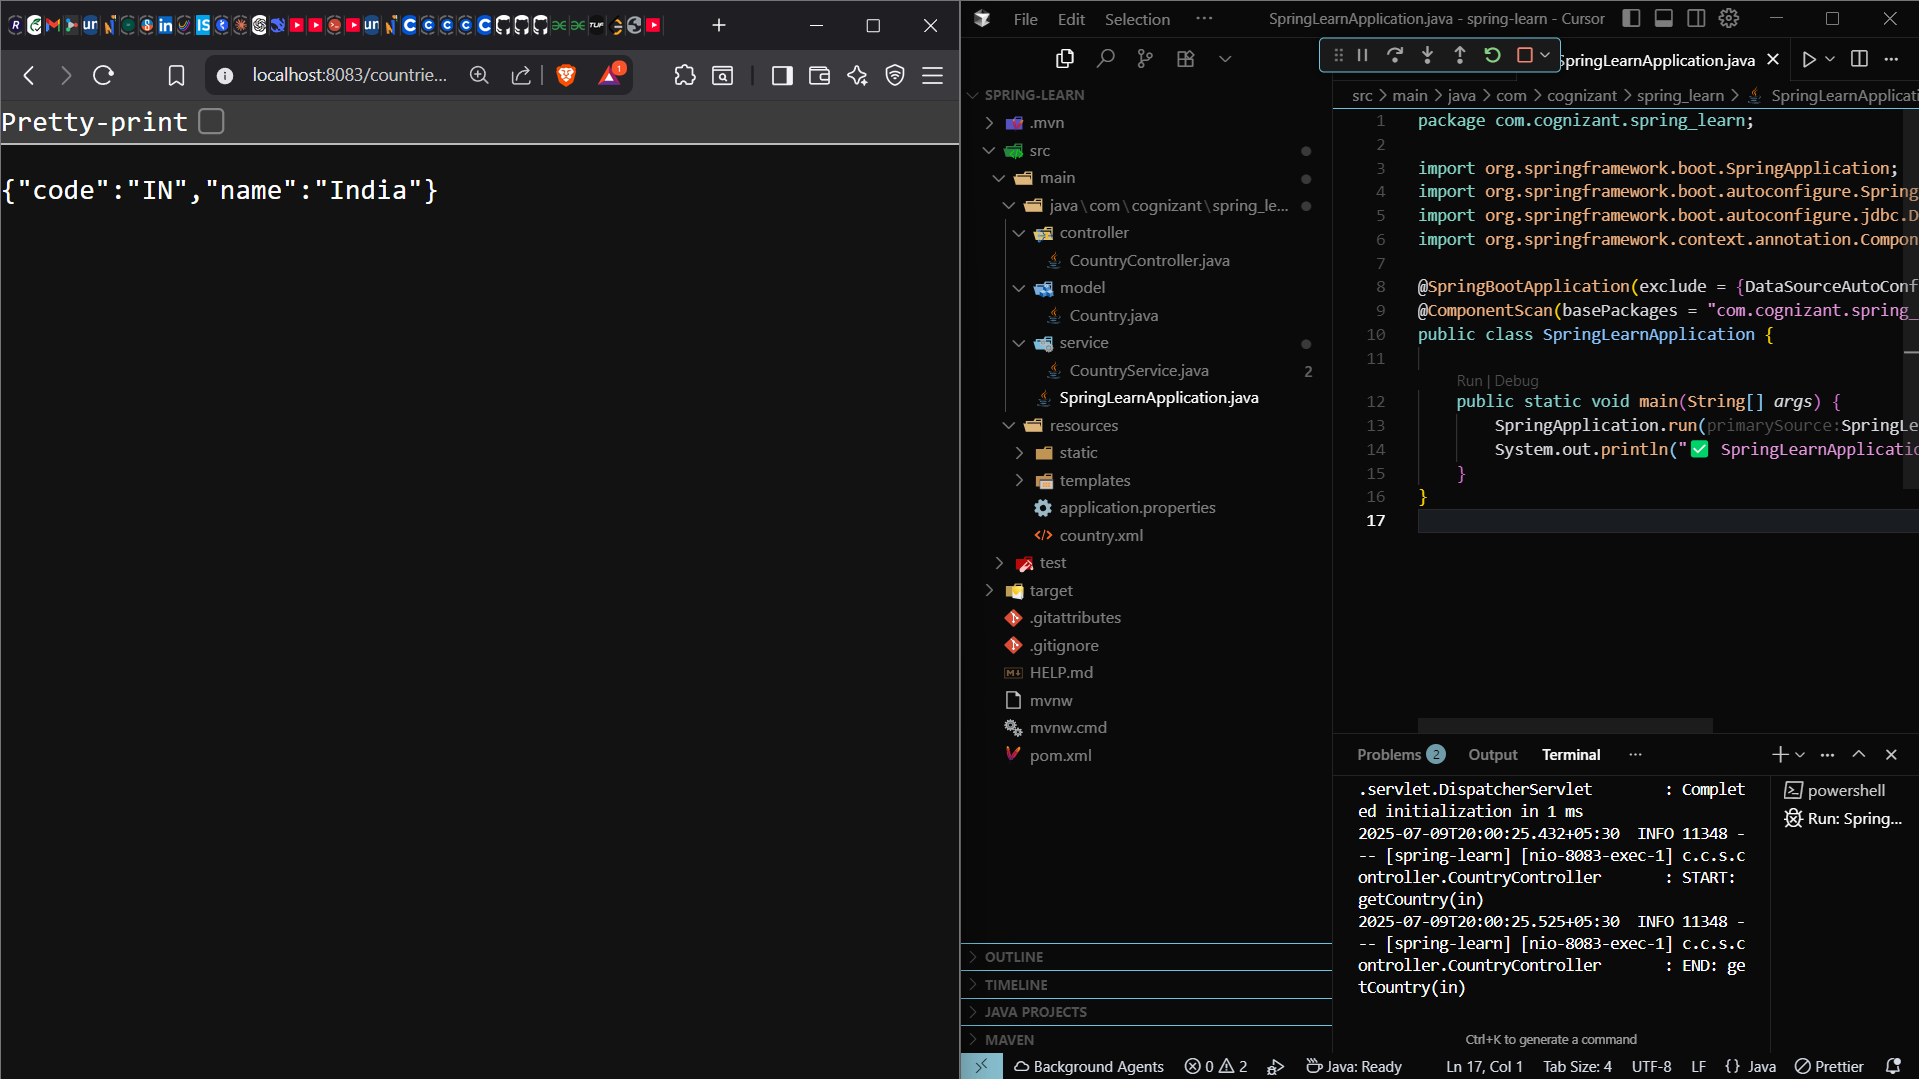 localhost:8083/countrie...
1
Pretty-print
{"code":"IN","name":"India"}
File Edit Selection ···
SpringLearnApplication.java - spring-learn - Cursor
SPRING-LEARN
.mvn
src
main
java\com\cognizant\spring_le...
controller
CountryController.java
model
Country.java
service
CountryService.java 2
SpringLearnApplication.java
resources
static
templates
application.properties
country.xml
test
target
.gitattributes
.gitignore
HELP.md
mvnw
mvnw.cmd
pom.xml
OUTLINE
TIMELINE
JAVA PROJECTS
MAVEN
SpringLearnApplication.java
src > main > java > com > cognizant > spring_learn > SpringLearnApplicati
1 package com.cognizant.spring_learn;
2
3 import org.springframework.boot.SpringApplication;
4 import org.springframework.boot.autoconfigure.Spring
5 import org.springframework.boot.autoconfigure.jdbc.D
6 import org.springframework.context.annotation.Compon
7
8 @SpringBootApplication(exclude = {DataSourceAutoConf
9 @ComponentScan(basePackages = "com.cognizant.spring_
10 public class SpringLearnApplication {
11
Run | Debug
12 public static void main(String[] args) {
13 SpringApplication.run(primarySource:SpringLe
14 System.out.println("✅ SpringLearnApplicatio
15 }
16 }
17
Problems 2 Output Terminal ···
.servlet.DispatcherServlet : Complet
ed initialization in 1 ms
2025-07-09T20:00:25.432+05:30 INFO 11348 -
-- [spring-learn] [nio-8083-exec-1] c.c.s.c
ontroller.CountryController : START:
getCountry(in)
2025-07-09T20:00:25.525+05:30 INFO 11348 -
-- [spring-learn] [nio-8083-exec-1] c.c.s.c
ontroller.CountryController : END: ge
tCountry(in)
powershell
Run: Spring...
Ctrl+K to generate a command
Background Agents 0 2 Java: Ready Ln 17, Col 1 Tab Size: 4 UTF-8 LF {} Java Prettier